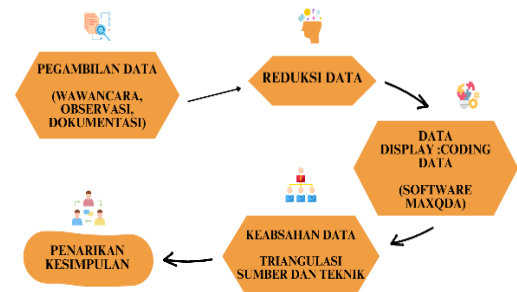 PEGAMBILAN DATA
(WAWANCARA,
OBSERVASI,
DOKUMENTASI)
REDUKSI DATA
DATA
DISPLAY :CODING
DATA
(SOFTWARE
MAXQDA)
KEABSAHAN DATA
TRIANGULASI
SUMBER DAN TEKNIK
PENARIKAN
KESIMPULAN